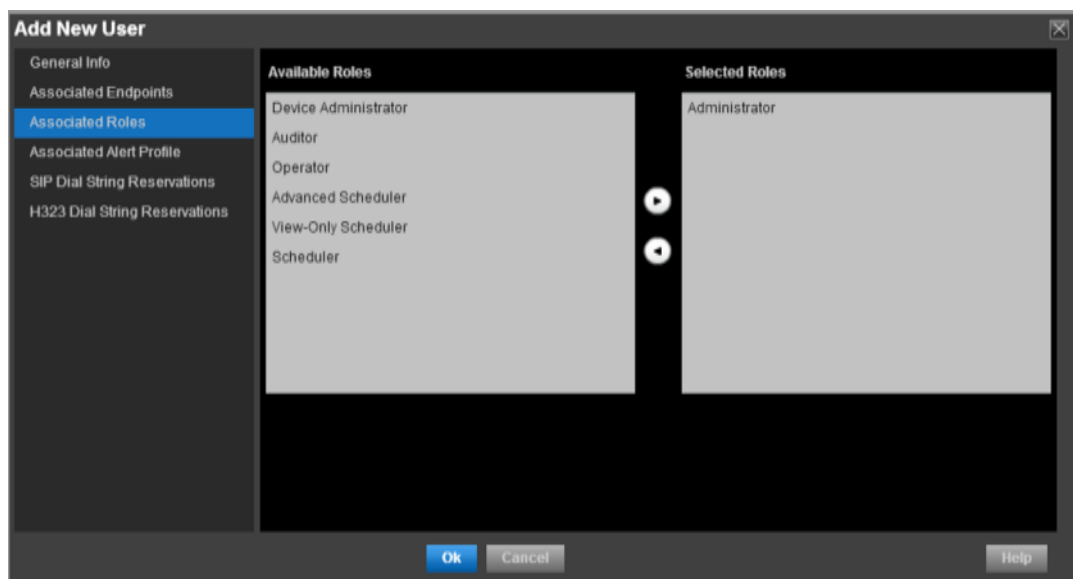 Add New User
General Info
Associated Endpoints
Associated Roles
Associated Alert Profile
SIP Dial String Reservations
H323 Dial String Reservations
Available Roles
Device Administrator
Auditor
Operator
Advanced Scheduler
View-Only Scheduler
Scheduler
Selected Roles
Administrator
Ok
Cancel
Help